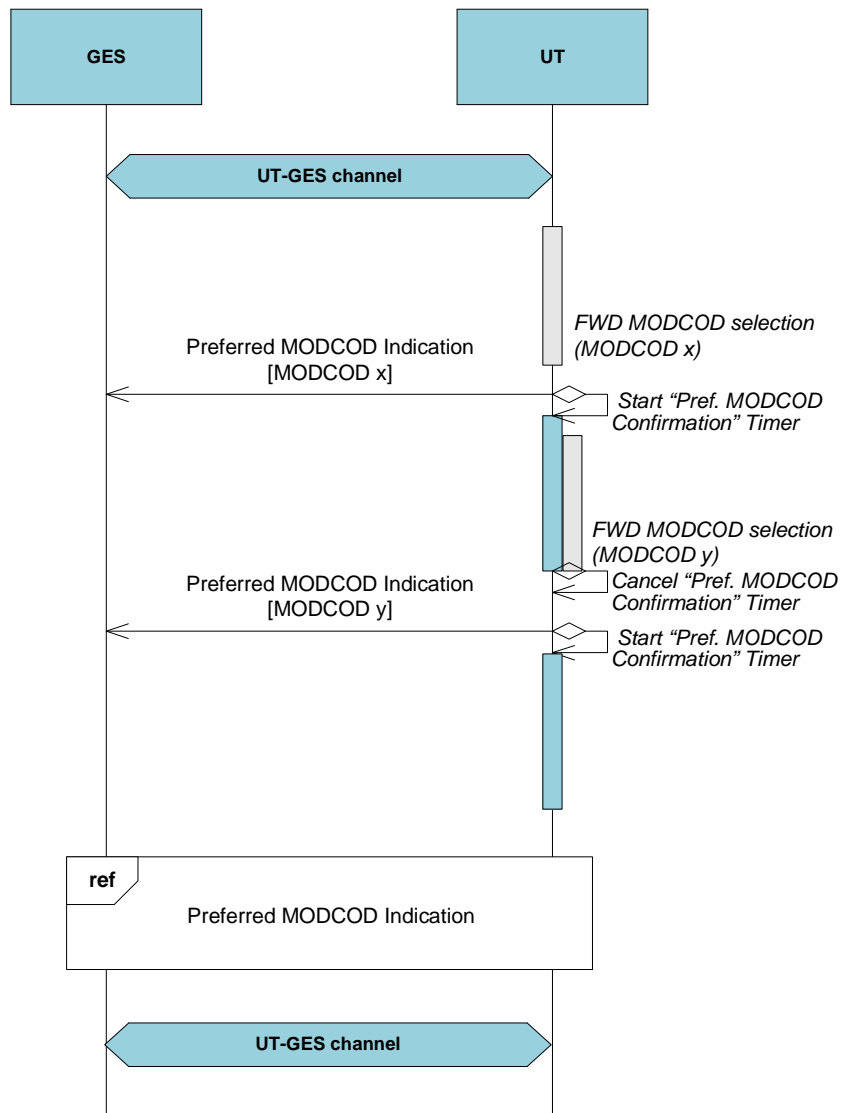 GES
UT
UT-GES channel
FWD MODCOD selection
(MODCOD x)
Preferred MODCOD Indication
[MODCOD x]
Start “Pref. MODCOD
Confirmation” Timer
FWD MODCOD selection
(MODCOD y)
Preferred MODCOD Indication
[MODCOD y]
Cancel “Pref. MODCOD
Confirmation” Timer
Start “Pref. MODCOD
Confirmation” Timer
ref
Preferred MODCOD Indication
UT-GES channel